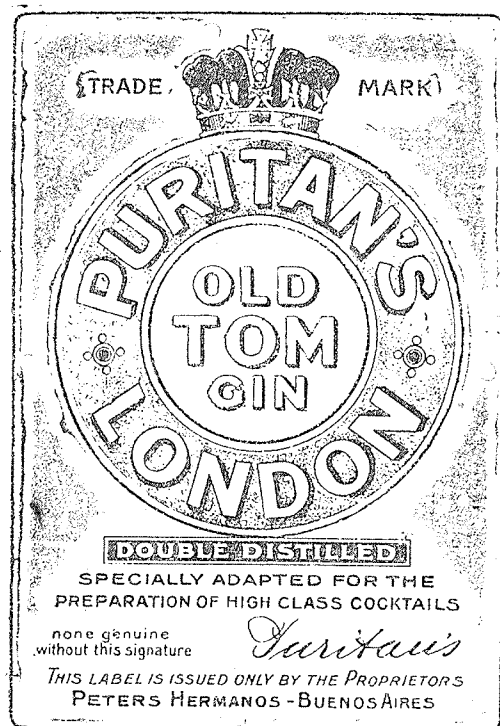 TRADE MARK
PURITAN'S
OLD
TOM
GIN
LONDON
DOUBLE DISTILLED
SPECIALLY ADAPTED FOR THE
PREPARATION OF HIGH CLASS COCKTAILS
none genuine
without this signature
Puritan's
THIS LABEL IS ISSUED ONLY BY THE PROPRIETORS
PETERS HERMANOS - BUENOS AIRES